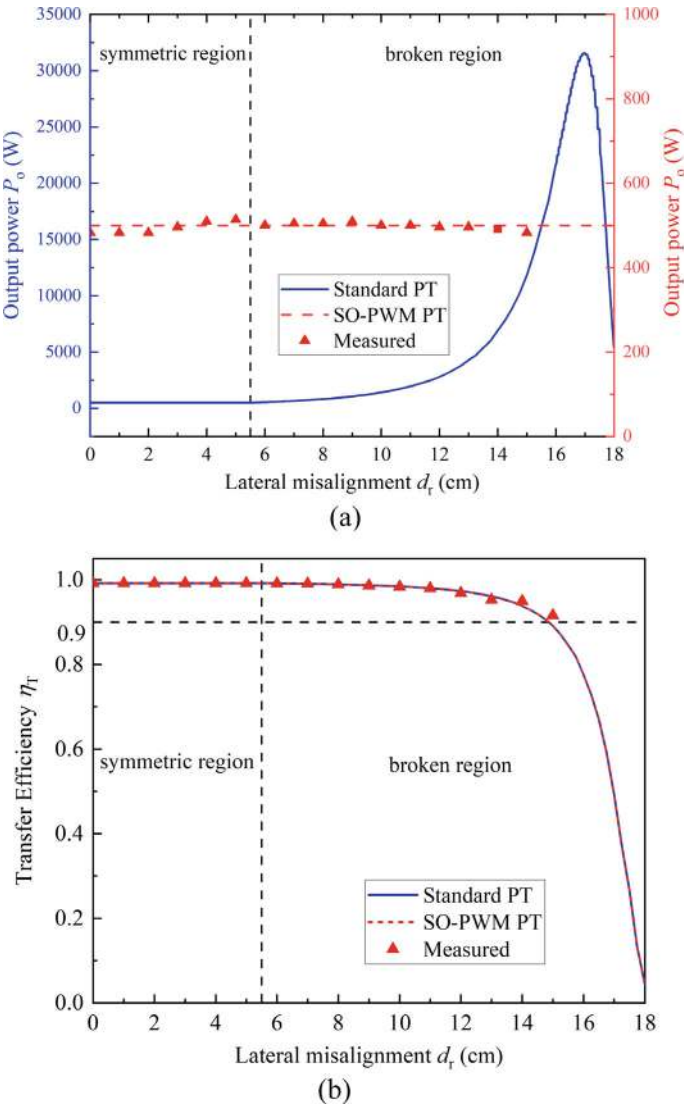 35000
30000
25000
20000
15000
10000
5000
0
Output power Po (W)
symmetric region
broken region
1000
800
600
400
200
0
Output power Po (W)
Standard PT
SO-PWM PT
Measured
0 2 4 6 8 10 12 14 16 18
Lateral misalignment dr (cm)
(a)
1.0
0.9
0.8
0.6
0.4
0.2
0.0
Transfer Efficiency ηT
symmetric region
broken region
Standard PT
SO-PWM PT
Measured
0 2 4 6 8 10 12 14 16 18
Lateral misalignment dr (cm)
(b)